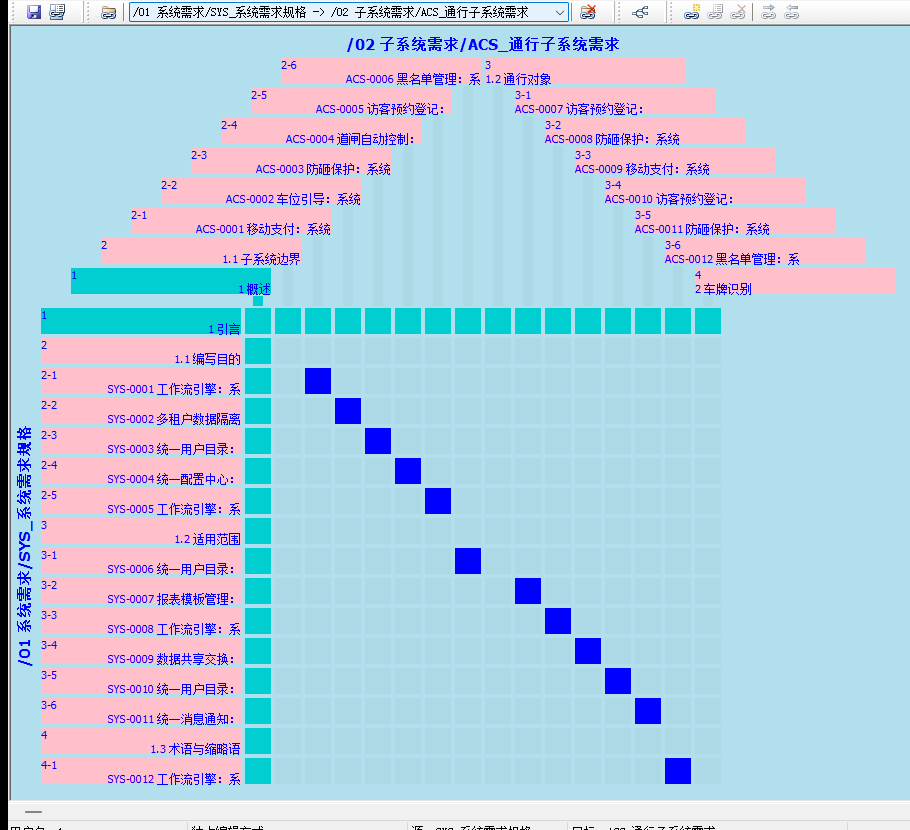 /01 系统需求/SYS_系统需求规格 -> /02 子系统需求/ACS_通行子系统需求
/02 子系统需求/ACS_通行子系统需求
2-6
ACS-0006 黑名单管理：系
3
1.2 通行对象
2-5
ACS-0005 访客预约登记：
3-1
ACS-0007 访客预约登记：
2-4
ACS-0004 道闸自动控制：
3-2
ACS-0008 防砸保护：系统
2-3
ACS-0003 防砸保护：系统
3-3
ACS-0009 移动支付：系统
2-2
ACS-0002 车位引导：系统
3-4
ACS-0010 访客预约登记：
2-1
ACS-0001 移动支付：系统
3-5
ACS-0011 防砸保护：系统
2
1.1 子系统边界
3-6
ACS-0012 黑名单管理：系
1
1 概述
4
2 车牌识别
/01 系统需求/SYS_系统需求规格
1
1 引言
2
1.1 编写目的
2-1
SYS-0001 工作流引擎：系
2-2
SYS-0002 多租户数据隔离
2-3
SYS-0003 统一用户目录：
2-4
SYS-0004 统一配置中心：
2-5
SYS-0005 工作流引擎：系
3
1.2 适用范围
3-1
SYS-0006 统一用户目录：
3-2
SYS-0007 报表模板管理：
3-3
SYS-0008 工作流引擎：系
3-4
SYS-0009 数据共享交换：
3-5
SYS-0010 统一用户目录：
3-6
SYS-0011 统一消息通知：
4
1.3 术语与缩略语
4-1
SYS-0012 工作流引擎：系